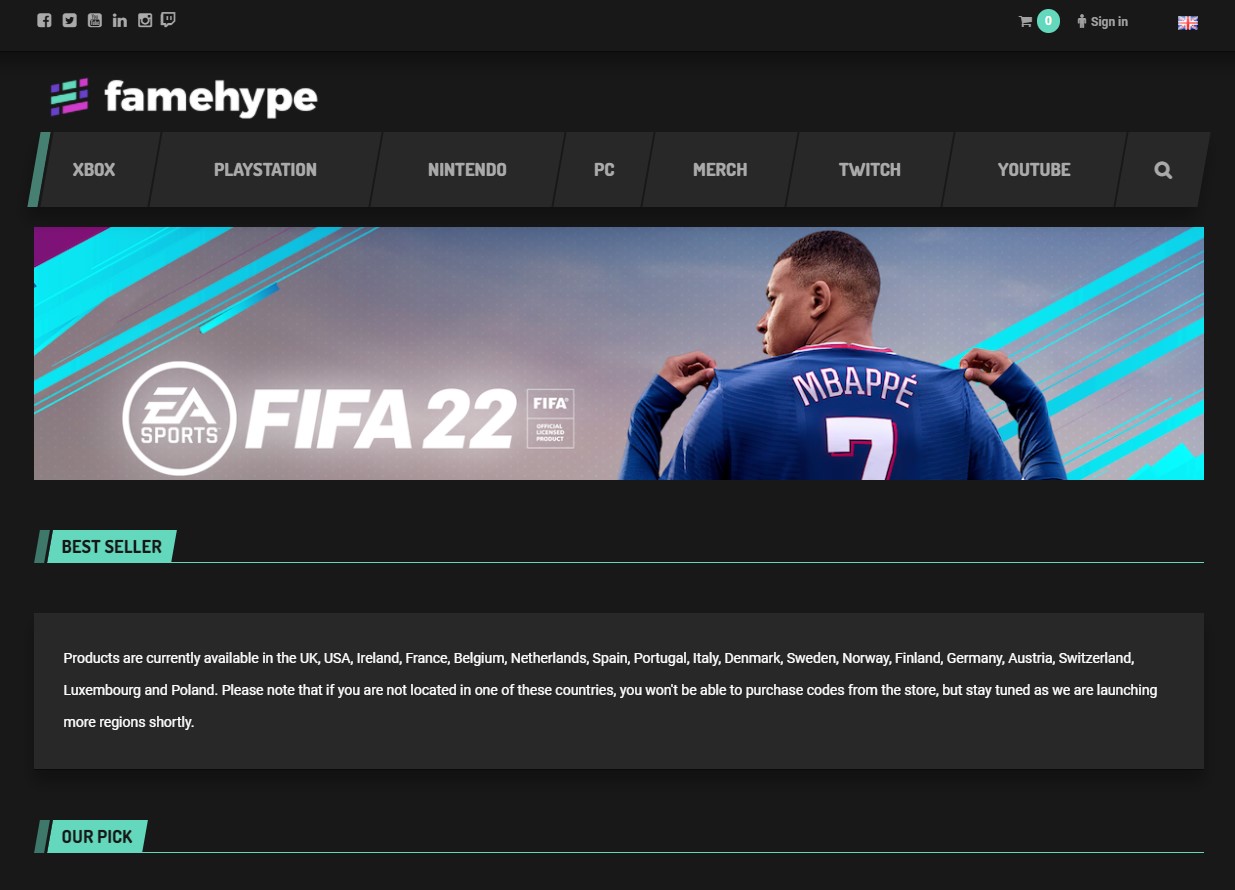 0 Sign in
famehype
XBOX PLAYSTATION NINTENDO PC MERCH TWITCH YOUTUBE
MBAPPÉ
7
EA
SPORTS
FIFA 22
FIFA
OFFICIAL
LICENSED
PRODUCT
BEST SELLER
Products are currently available in the UK, USA, Ireland, France, Belgium, Netherlands, Spain, Portugal, Italy, Denmark, Sweden, Norway, Finland, Germany, Austria, Switzerland,
Luxembourg and Poland. Please note that if you are not located in one of these countries, you won't be able to purchase codes from the store, but stay tuned as we are launching
more regions shortly.
OUR PICK